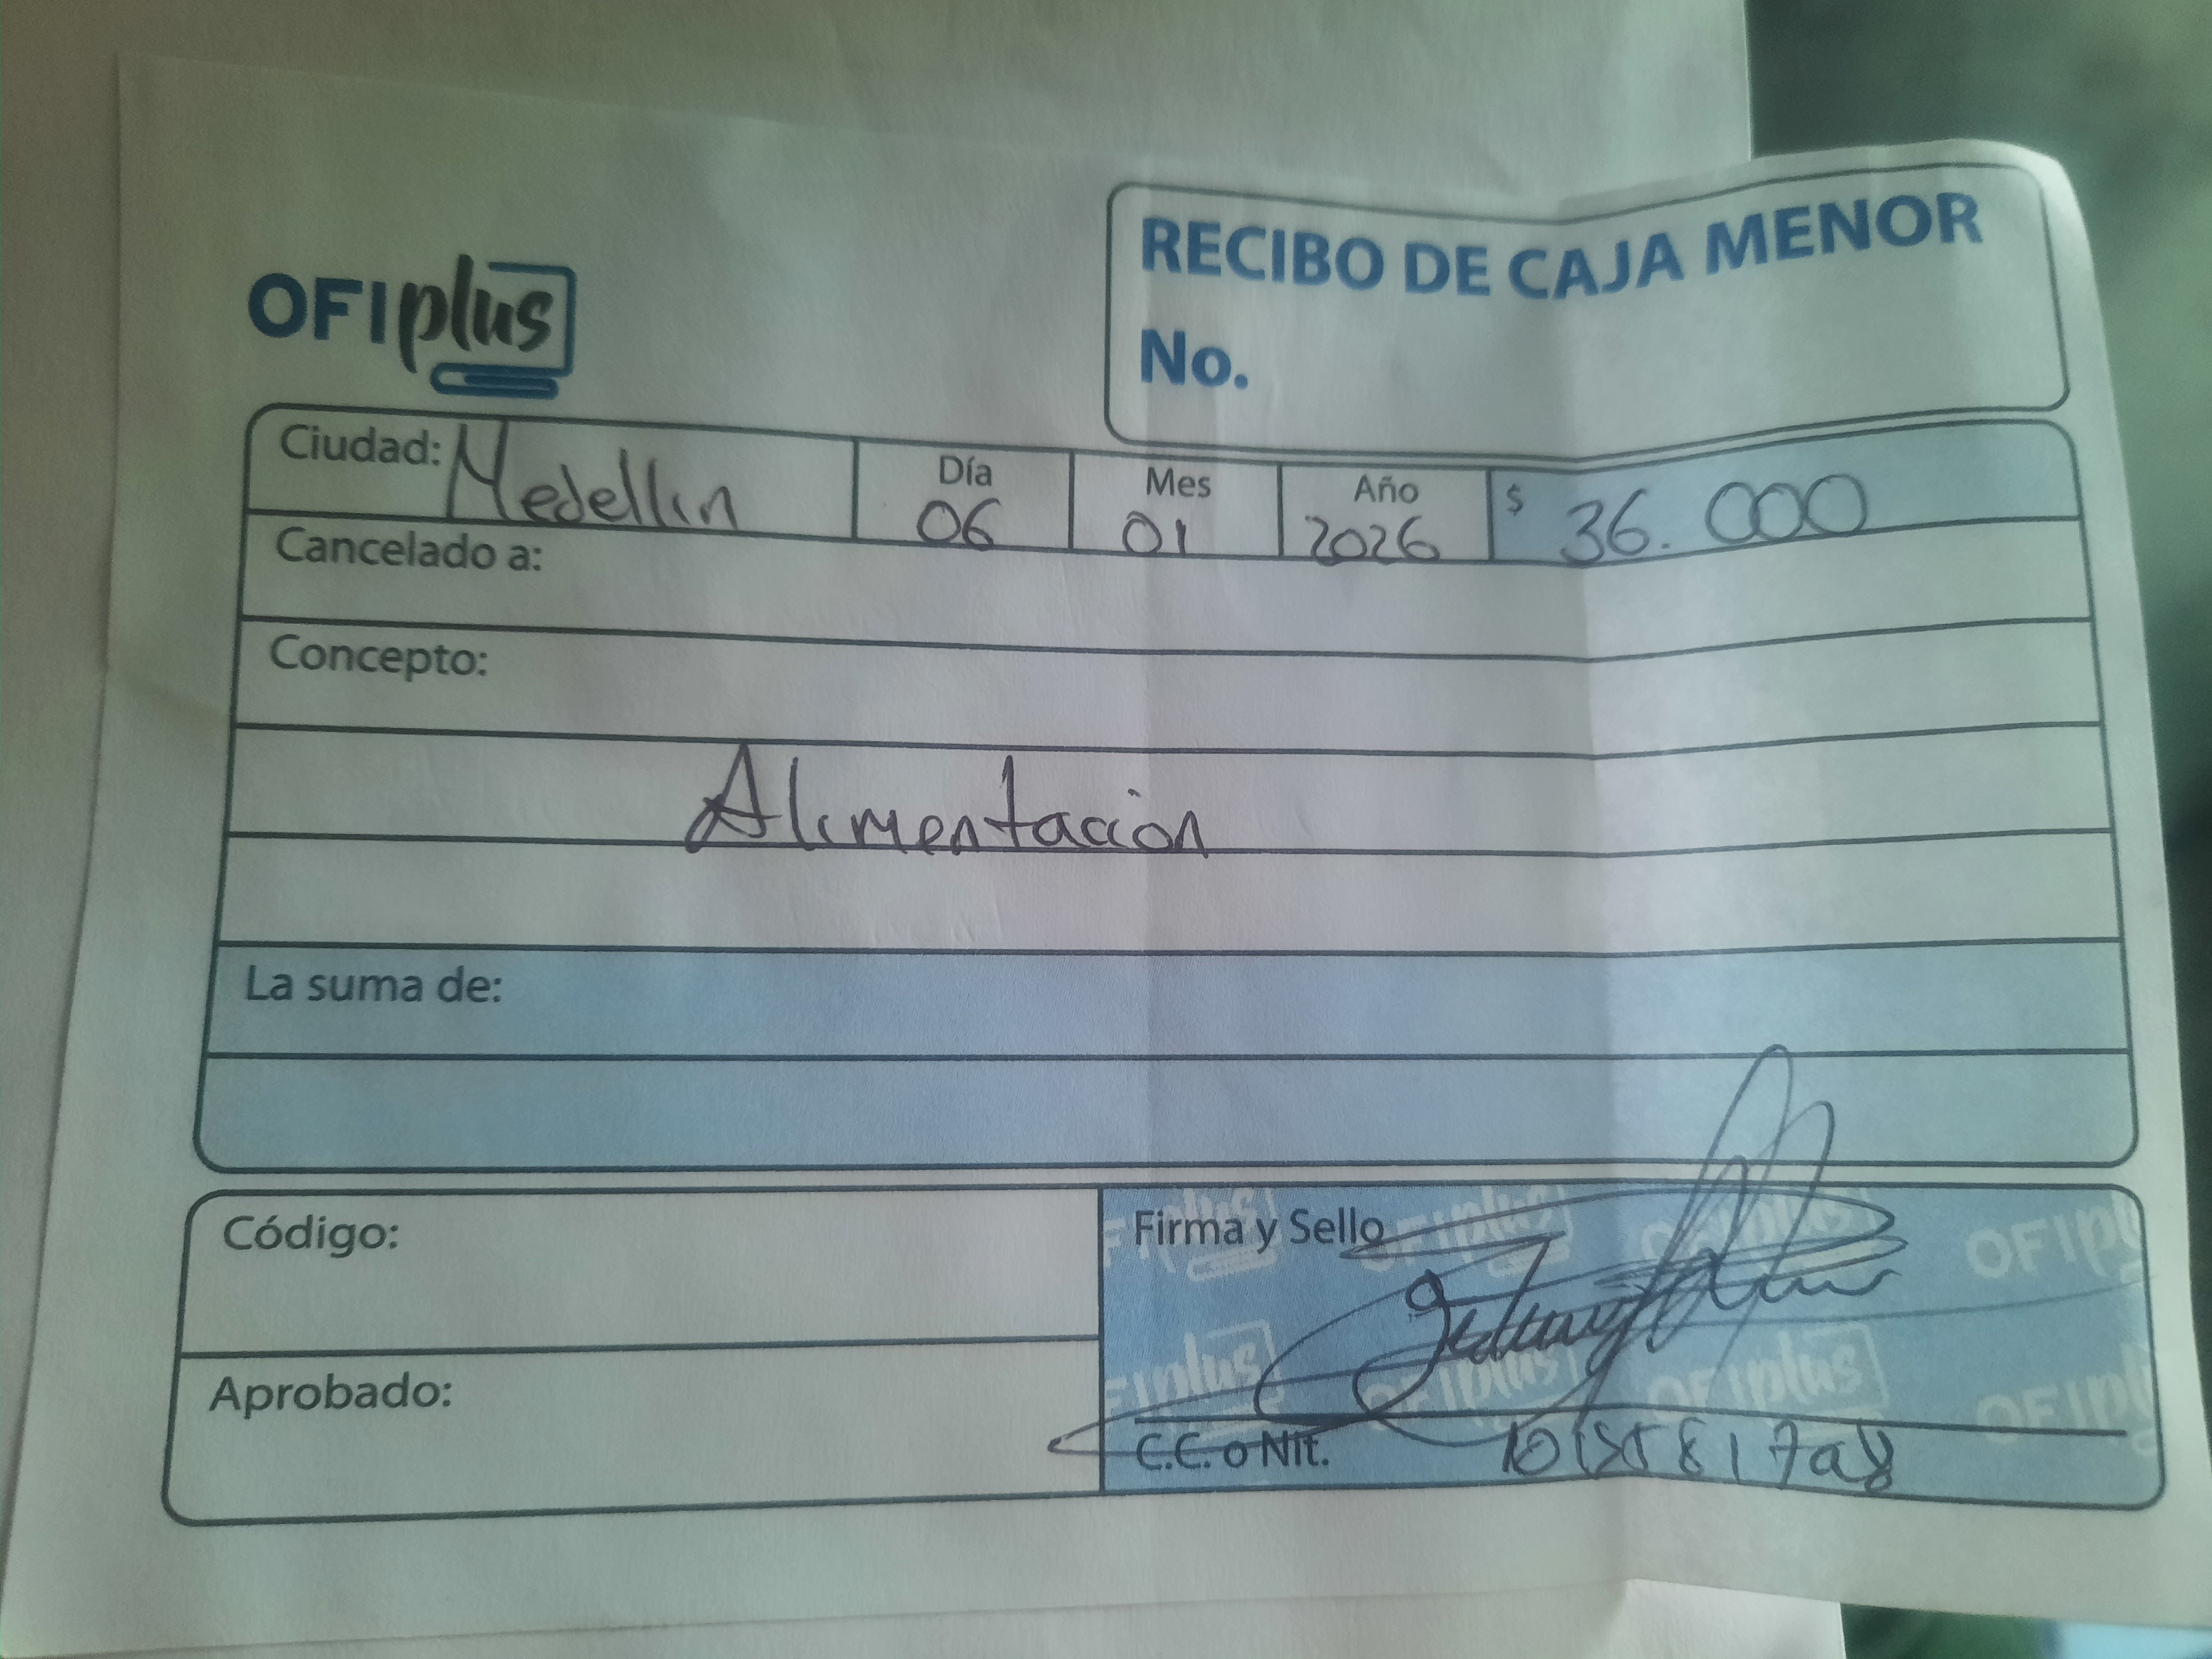 OFIplus
RECIBO DE CAJA MENOR
No.
Ciudad: Medellin
Día 06
Mes 01
Año 2026
$ 36.000
Cancelado a:
Concepto:
Alimentación
La suma de:
Código:
Aprobado:
Firma y Sello
C.C. o Nit.